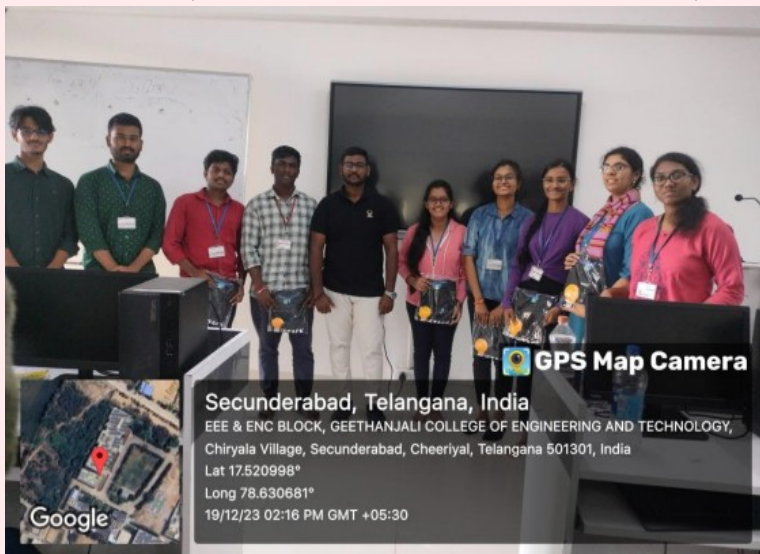 GPS Map Camera
Secunderabad, Telangana, India
EEE & ENC BLOCK, GEETHANJALI COLLEGE OF ENGINEERING AND TECHNOLOGY,
Chiryala Village, Secunderabad, Cheeriyal, Telangana 501301, India
Lat 17.520998°
Long 78.630681°
19/12/23 02:16 PM GMT +05:30
Google